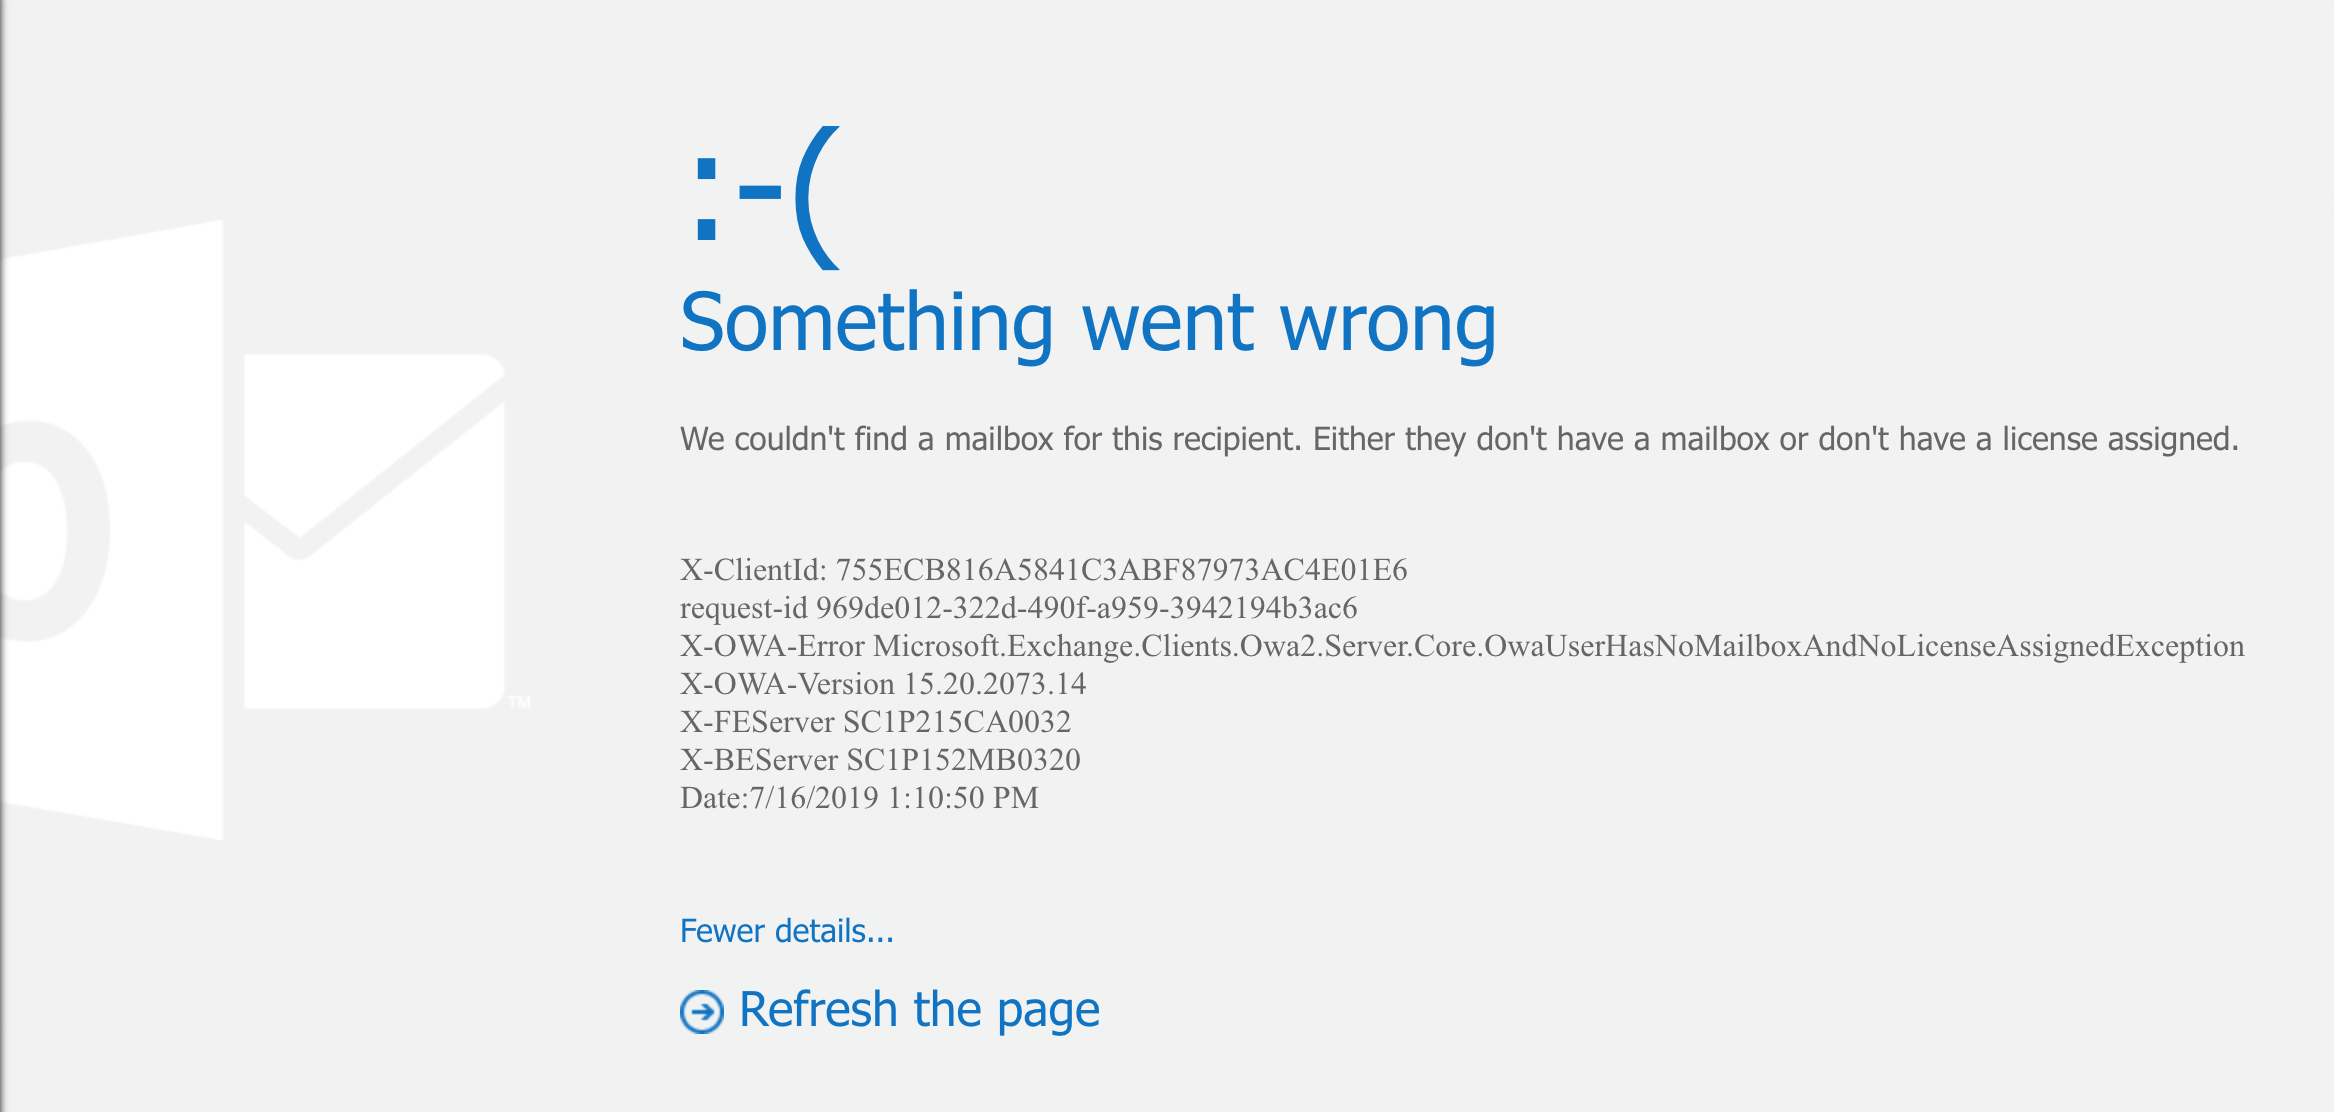 :-(
Something went wrong
We couldn't find a mailbox for this recipient. Either they don't have a mailbox or don't have a license assigned.
X-ClientId: 755ECB816A5841C3ABF87973AC4E01E6
request-id 969de012-322d-490f-a959-3942194b3ac6
X-OWA-Error Microsoft.Exchange.Clients.Owa2.Server.Core.OwaUserHasNoMailboxAndNoLicenseAssignedException
X-OWA-Version 15.20.2073.14
X-FEServer SC1P215CA0032
X-BEServer SC1P152MB0320
Date:7/16/2019 1:10:50 PM
Fewer details...
Refresh the page
TM